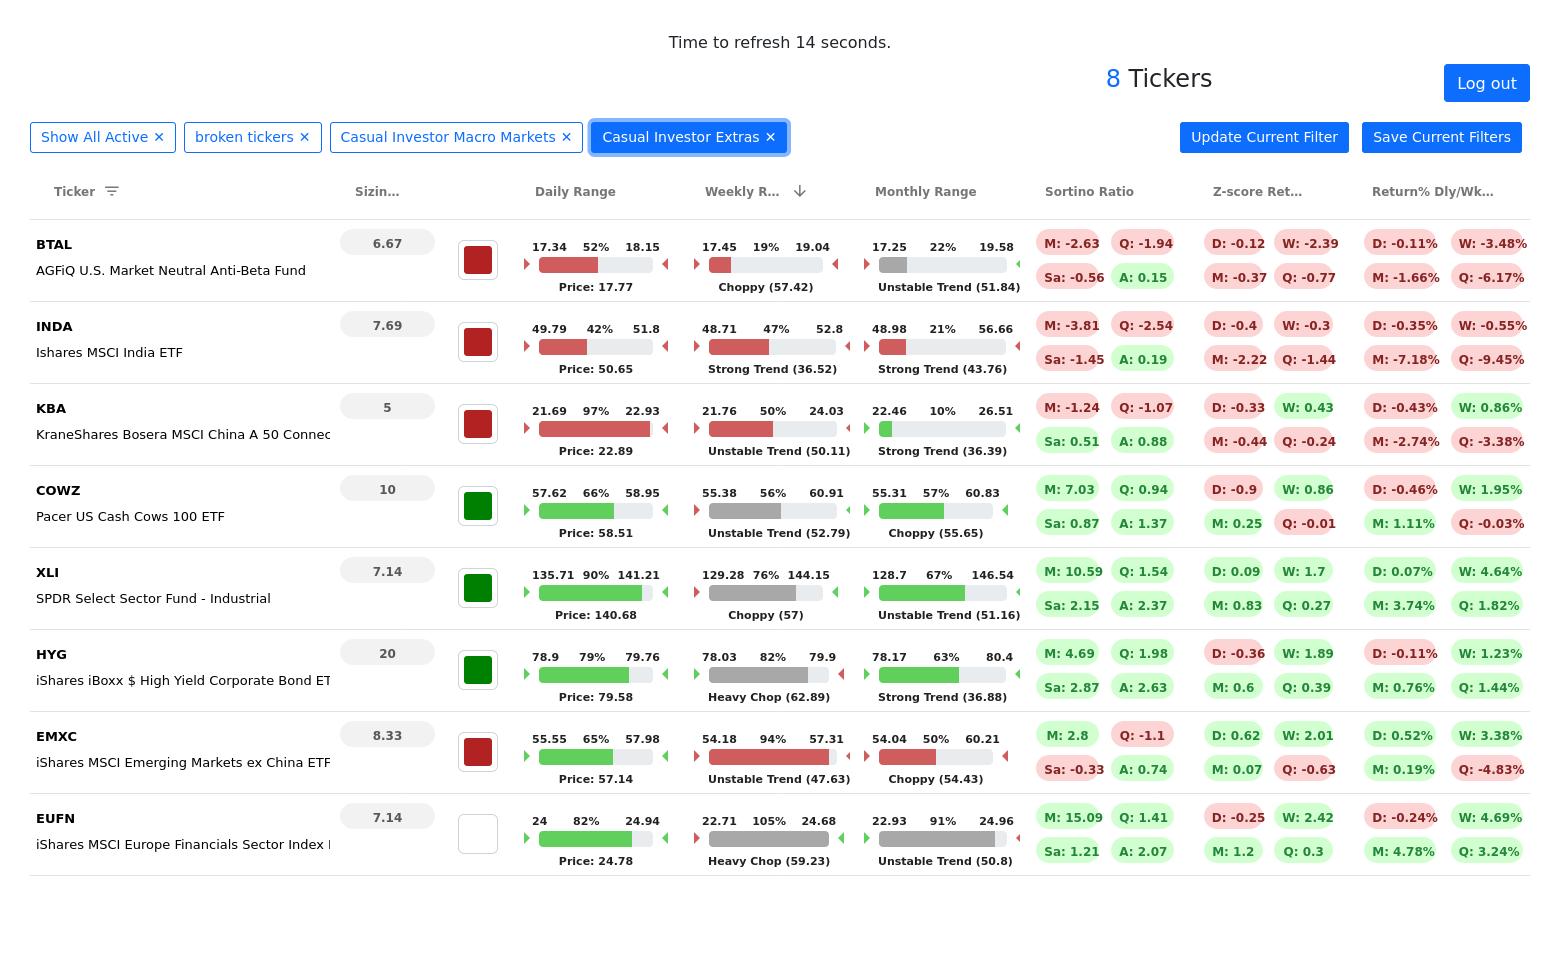 Time to refresh 14 seconds.
8 Tickers
Log out
Show All Active ✕ broken tickers ✕ Casual Investor Macro Markets ✕ Casual Investor Extras ✕ Update Current Filter Save Current Filters
Ticker Sizin... Daily Range Weekly R... Monthly Range Sortino Ratio Z-score Ret... Return% Dly/Wk...
BTAL 6.67 17.34 52% 18.15 17.45 19% 19.04 17.25 22% 19.58 M: -2.63 Q: -1.94 D: -0.12 W: -2.39 D: -0.11% W: -3.48%
AGFiQ U.S. Market Neutral Anti-Beta Fund Sa: -0.56 A: 0.15 M: -0.37 Q: -0.77 M: -1.66% Q: -6.17%
Price: 17.77 Choppy (57.42) Unstable Trend (51.84)
INDA 7.69 49.79 42% 51.8 48.71 47% 52.8 48.98 21% 56.66 M: -3.81 Q: -2.54 D: -0.4 W: -0.3 D: -0.35% W: -0.55%
Ishares MSCI India ETF Sa: -1.45 A: 0.19 M: -2.22 Q: -1.44 M: -7.18% Q: -9.45%
Price: 50.65 Strong Trend (36.52) Strong Trend (43.76)
KBA 5 21.69 97% 22.93 21.76 50% 24.03 22.46 10% 26.51 M: -1.24 Q: -1.07 D: -0.33 W: 0.43 D: -0.43% W: 0.86%
KraneShares Bosera MSCI China A 50 Connec Sa: 0.51 A: 0.88 M: -0.44 Q: -0.24 M: -2.74% Q: -3.38%
Price: 22.89 Unstable Trend (50.11) Strong Trend (36.39)
COWZ 10 57.62 66% 58.95 55.38 56% 60.91 55.31 57% 60.83 M: 7.03 Q: 0.94 D: -0.9 W: 0.86 D: -0.46% W: 1.95%
Pacer US Cash Cows 100 ETF Sa: 0.87 A: 1.37 M: 0.25 Q: -0.01 M: 1.11% Q: -0.03%
Price: 58.51 Unstable Trend (52.79) Choppy (55.65)
XLI 7.14 135.71 90% 141.21 129.28 76% 144.15 128.7 67% 146.54 M: 10.59 Q: 1.54 D: 0.09 W: 1.7 D: 0.07% W: 4.64%
SPDR Select Sector Fund - Industrial Sa: 2.15 A: 2.37 M: 0.83 Q: 0.27 M: 3.74% Q: 1.82%
Price: 140.68 Choppy (57) Unstable Trend (51.16)
HYG 20 78.9 79% 79.76 78.03 82% 79.9 78.17 63% 80.4 M: 4.69 Q: 1.98 D: -0.36 W: 1.89 D: -0.11% W: 1.23%
iShares iBoxx $ High Yield Corporate Bond ET Sa: 2.87 A: 2.63 M: 0.6 Q: 0.39 M: 0.76% Q: 1.44%
Price: 79.58 Heavy Chop (62.89) Strong Trend (36.88)
EMXC 8.33 55.55 65% 57.98 54.18 94% 57.31 54.04 50% 60.21 M: 2.8 Q: -1.1 D: 0.62 W: 2.01 D: 0.52% W: 3.38%
iShares MSCI Emerging Markets ex China ETF Sa: -0.33 A: 0.74 M: 0.07 Q: -0.63 M: 0.19% Q: -4.83%
Price: 57.14 Unstable Trend (47.63) Choppy (54.43)
EUFN 7.14 24 82% 24.94 22.71 105% 24.68 22.93 91% 24.96 M: 15.09 Q: 1.41 D: -0.25 W: 2.42 D: -0.24% W: 4.69%
iShares MSCI Europe Financials Sector Index Sa: 1.21 A: 2.07 M: 1.2 Q: 0.3 M: 4.78% Q: 3.24%
Price: 24.78 Heavy Chop (59.23) Unstable Trend (50.8)